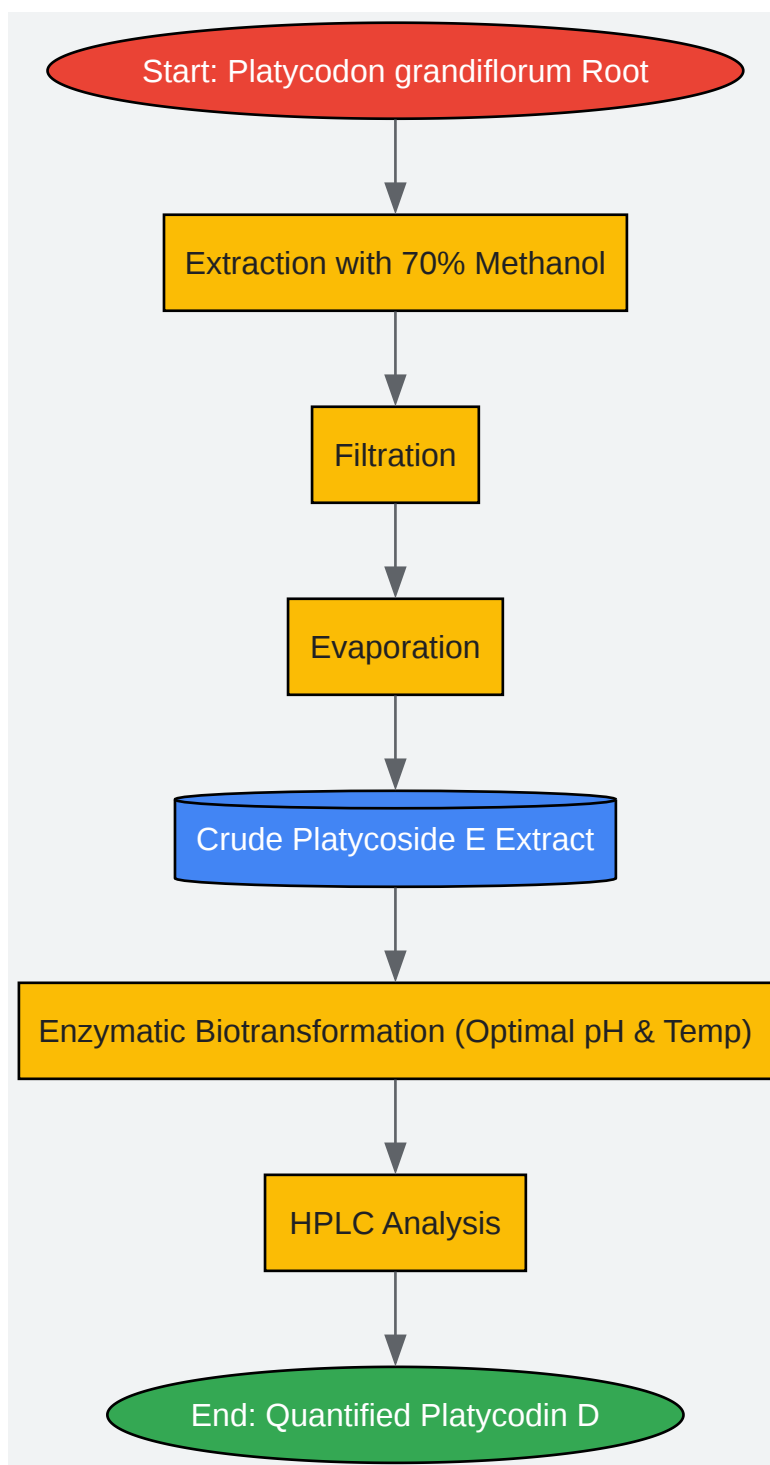 Start: Platycodon grandiflorum Root
Extraction with 70% Methanol
Filtration
Evaporation
Crude Platycoside E Extract
Enzymatic Biotransformation (Optimal pH & Temp)
HPLC Analysis
End: Quantified Platycodin D